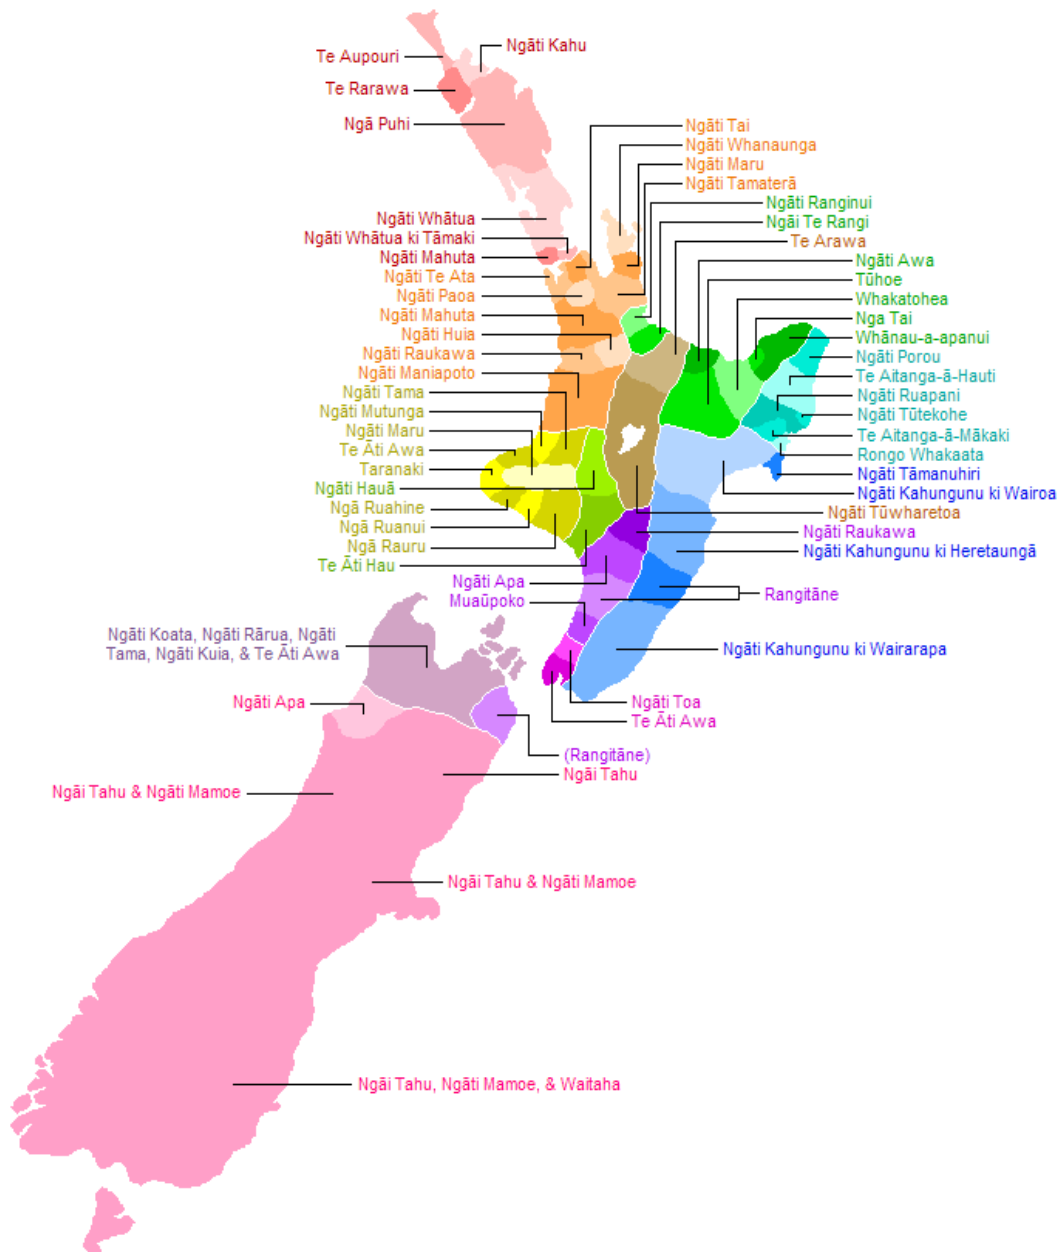 Ngāti Kahu
Te Aupouri
Te Rarawa
Ngā Puhi
Ngāti Tai
Ngāti Whanaunga
Ngāti Maru
Ngāti Tamaterā
Ngāti Ranginui
Ngāi Te Rangi
Te Arawa
Ngāti Awa
Tūhoe
Whakatohea
Nga Tai
Whānau-a-apanui
Ngāti Porou
Te Aitanga-ā-Hauti
Ngāti Ruapani
Ngāti Tūtekohe
Te Aitanga-ā-Mākaki
Rongo Whakaata
Ngāti Tāmanuhiri
Ngāti Kahungunu ki Wairoa
Ngāti Tūwharetoa
Ngāti Raukawa
Ngāti Kahungunu ki Heretaungā
Rangitāne
Ngāti Kahungunu ki Wairarapa
Ngāti Toa
Te Āti Awa
Ngāti Whātua
Ngāti Whātua ki Tāmaki
Ngāti Mahuta
Ngāti Te Ata
Ngāti Paoa
Ngāti Mahuta
Ngāti Huia
Ngāti Raukawa
Ngāti Maniapoto
Ngāti Tama
Ngāti Mutunga
Ngāti Maru
Te Āti Awa
Taranaki
Ngāti Hauā
Ngā Ruahine
Ngā Ruanui
Ngā Rauru
Te Āti Hau
Ngāti Apa
Muaūpoko
Ngāti Koata, Ngāti Rārua, Ngāti
Tama, Ngāti Kuia, & Te Āti Awa
Ngāti Apa
(Rangitāne)
Ngāi Tahu
Ngāi Tahu & Ngāti Mamoe
Ngāi Tahu & Ngāti Mamoe
Ngāi Tahu, Ngāti Mamoe, & Waitaha